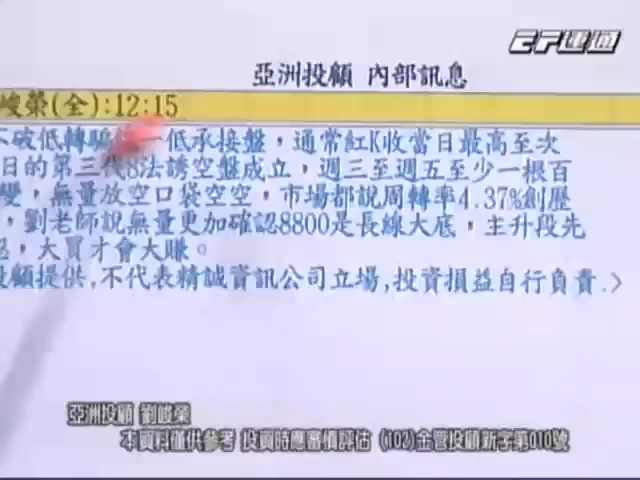 EF運通
亞洲投顧 內部訊息
峻榮(全):12:15
不破低轉騙 一低承接盤，通常紅K收當日最高至次
日的第三代8法誘空盤成立，週三至週五至少一根百
變，無量放空口袋空空，市場都說周轉率4.37%創歷
，劉老師說無量更加確認8800是長線大底，主升段先
，大買才會大賺。
投顧提供,不代表精誠資訊公司立場,投資損益自行負責.>
亞洲投顧 劉峻榮
本資料僅供參考 投資時應審慎評估 (102)金管投顧新字第010號